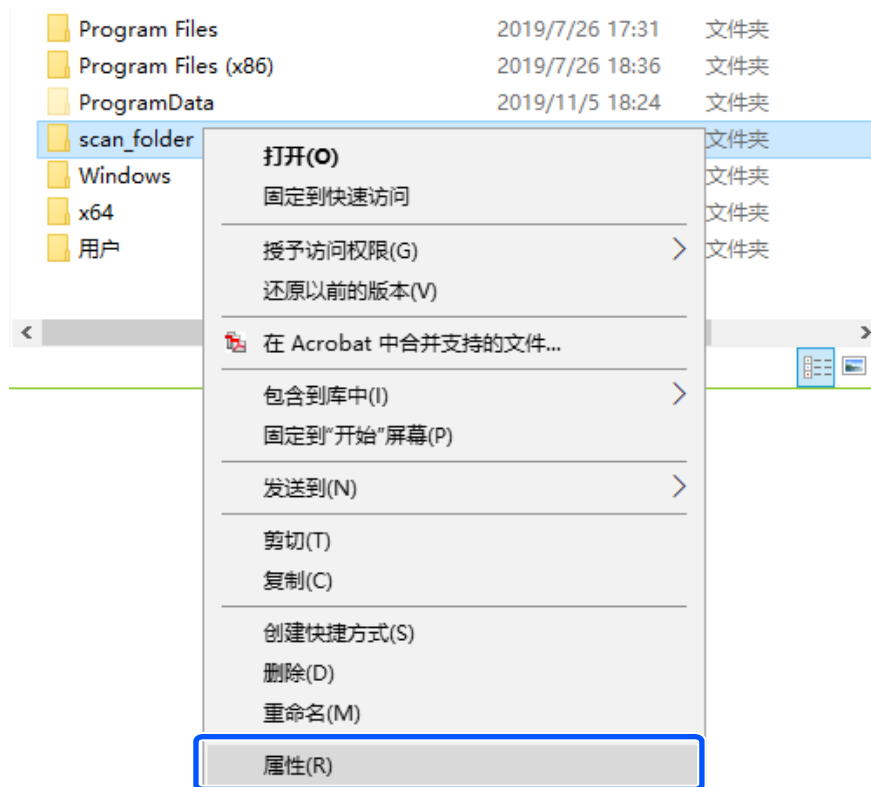 Program Files 2019/7/26 17:31 文件夹
Program Files (x86) 2019/7/26 18:36 文件夹
ProgramData 2019/11/5 18:24 文件夹
scan_folder 文件夹
Windows 文件夹
x64 文件夹
用户 文件夹
打开(O)
固定到快速访问
授予访问权限(G)
还原以前的版本(V)
在 Acrobat 中合并支持的文件...
包含到库中(I)
固定到“开始”屏幕(P)
发送到(N)
剪切(T)
复制(C)
创建快捷方式(S)
删除(D)
重命名(M)
属性(R)